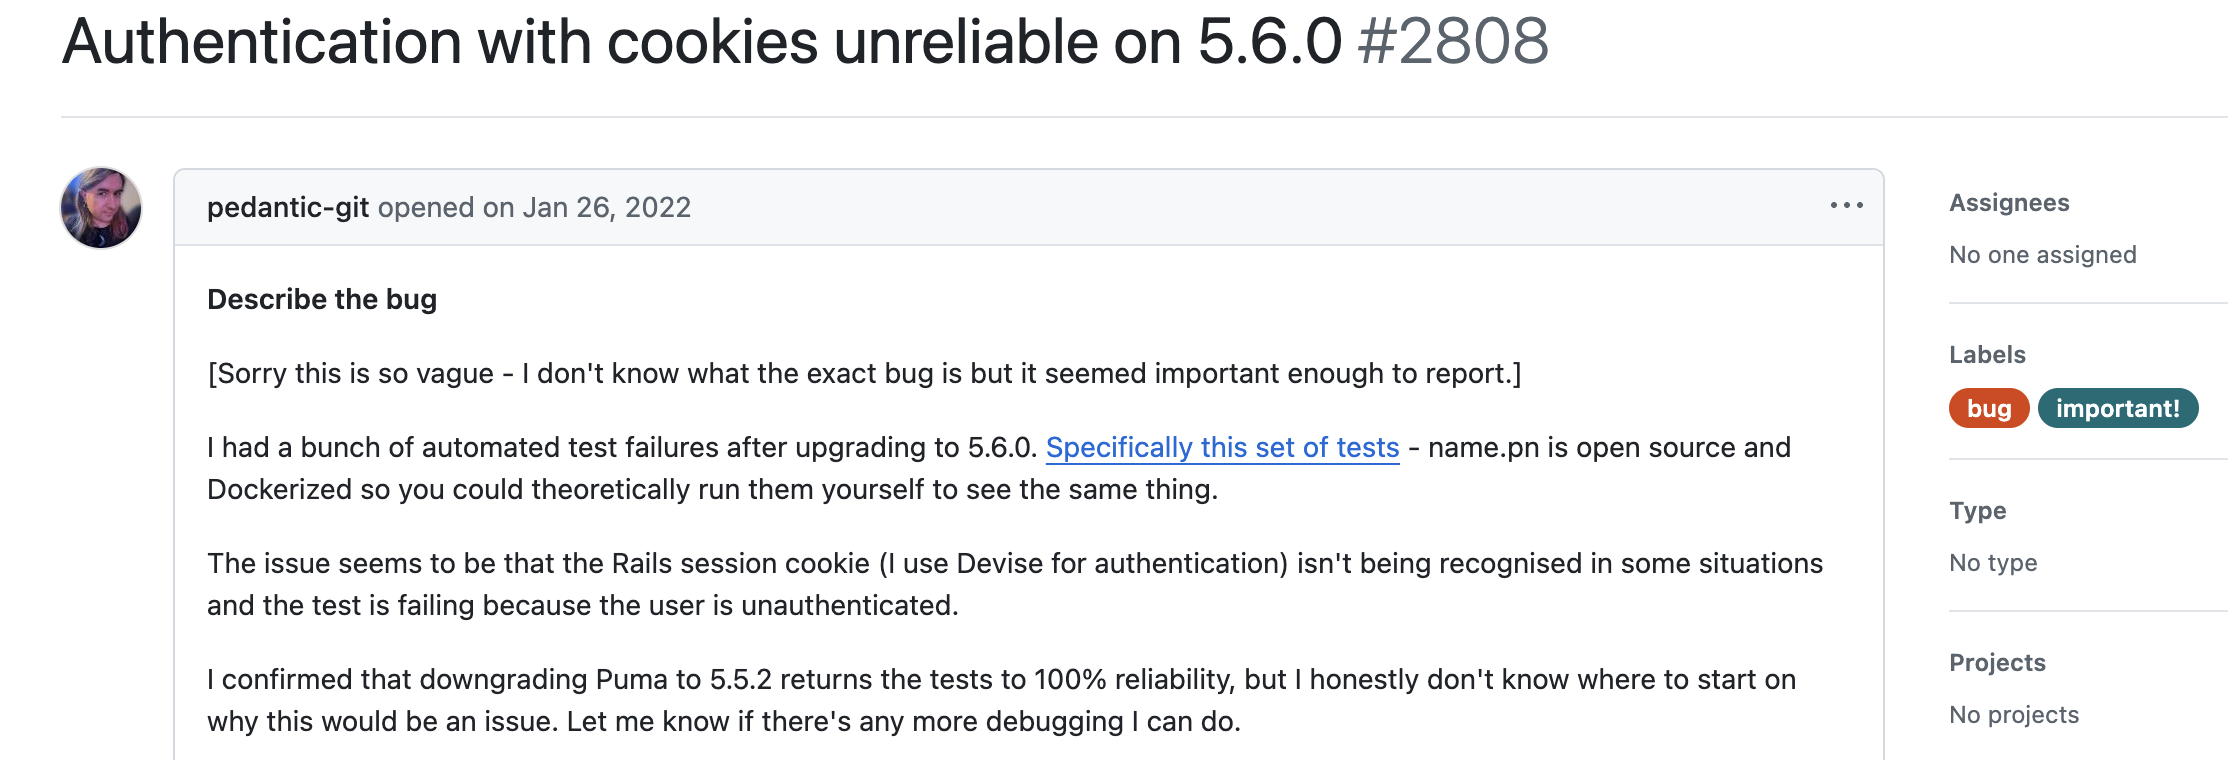 Authentication with cookies unreliable on 5.6.0 #2808
pedantic-git opened on Jan 26, 2022
Describe the bug
[Sorry this is so vague - I don't know what the exact bug is but it seemed important enough to report.]
I had a bunch of automated test failures after upgrading to 5.6.0. Specifically this set of tests - name.pn is open source and
Dockerized so you could theoretically run them yourself to see the same thing.
The issue seems to be that the Rails session cookie (I use Devise for authentication) isn't being recognised in some situations
and the test is failing because the user is unauthenticated.
I confirmed that downgrading Puma to 5.5.2 returns the tests to 100% reliability, but I honestly don't know where to start on
why this would be an issue. Let me know if there's any more debugging I can do.
Assignees
No one assigned
Labels
bug important!
Type
No type
Projects
No projects